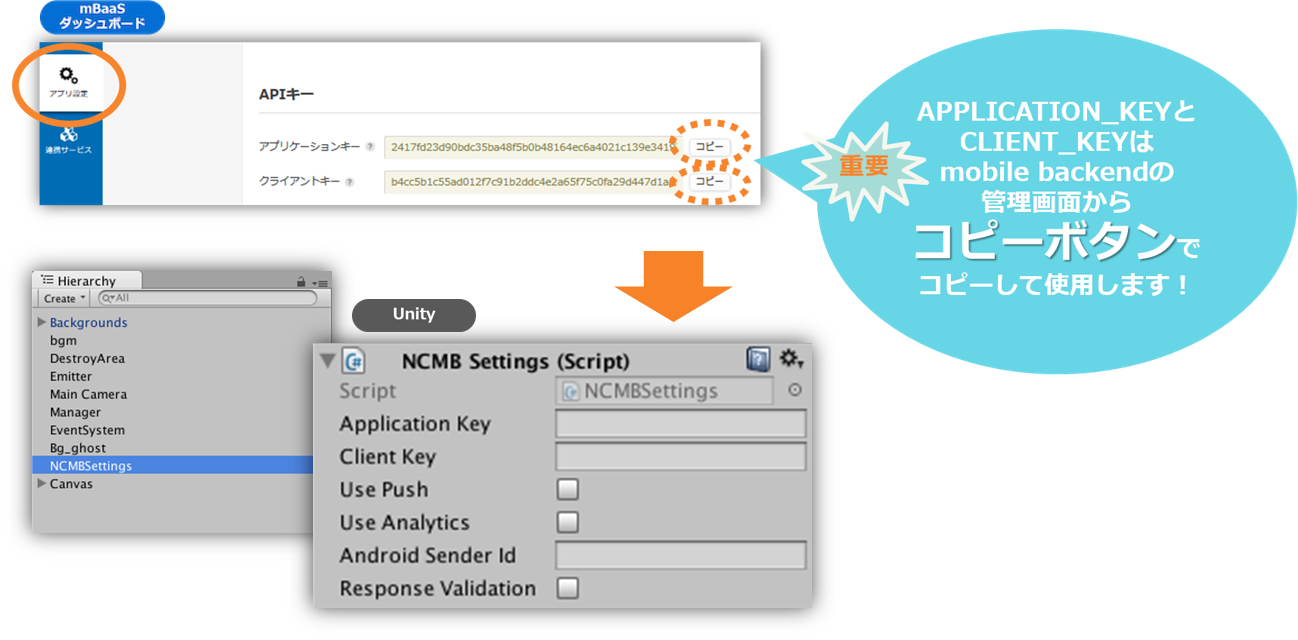 mBaaS
ダッシュボード
アプリ設定
連携サービス
APIキー
アプリケーションキー ?
2417fd23d90bdc35ba48f5b0b48164ec6a4021c139e341
コピー
クライアントキー ?
b4cc5b1c55ad012f7c91b2ddc4e2a65f75c0fa29d447d1a
コピー
重要
APPLICATION_KEYと
CLIENT_KEYは
mobile backendの
管理画面から
コピーボタンで
コピーして使用します！
Hierarchy
Create
All
Backgrounds
bgm
DestroyArea
Emitter
Main Camera
Manager
EventSystem
Bg_ghost
NCMBSettings
Canvas
Unity
C# NCMB Settings (Script) ?
Script NCMBSettings
Application Key
Client Key
Use Push
Use Analytics
Android Sender Id
Response Validation